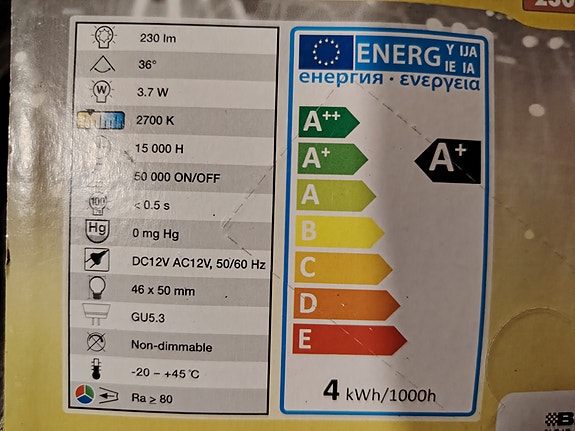 230 lm
36°
W
3.7 W
2700 K
15 000 H
50 000 ON/OFF
100
< 0.5 s
Hg
0 mg Hg
DC12V AC12V, 50/60 Hz
46 x 50 mm
GU5.3
Non-dimmable
-20 – +45 °C
Ra ≥ 80
ENERG Y IJA
IE IA
енергия · ενεργεια
A++
A+
A+
A
B
C
D
E
4 kWh/1000h